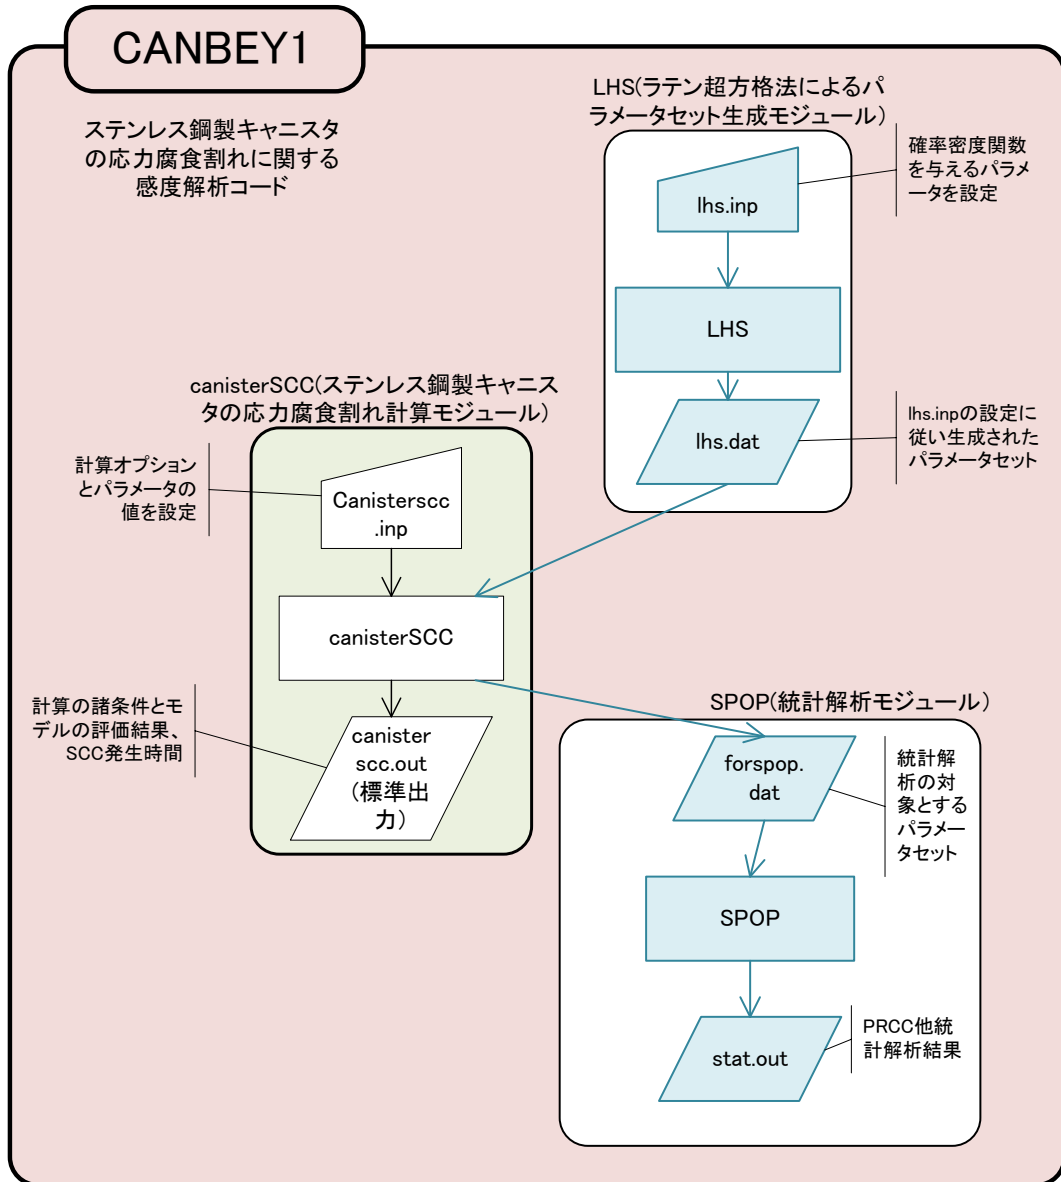 CANBEY1
ステンレス鋼製キャニスタ
の応力腐食割れに関する
感度解析コード
LHS(ラテン超方格法によるパ
ラメータセット生成モジュール)
確率密度関数
を与えるパラメ
ータを設定
lhs.inp
LHS
lhs.dat
lhs.inpの設定に
従い生成された
パラメータセット
canisterSCC(ステンレス鋼製キャニス
タの応力腐食割れ計算モジュール)
計算オプション
とパラメータの
値を設定
Canisterscc
.inp
canisterSCC
計算の諸条件とモ
デルの評価結果、
SCC発生時間
canister
scc.out
(標準出
力)
SPOP(統計解析モジュール)
forspop.
dat
統計解
析の対
象とする
パラメー
タセット
SPOP
stat.out
PRCC他統
計解析結果